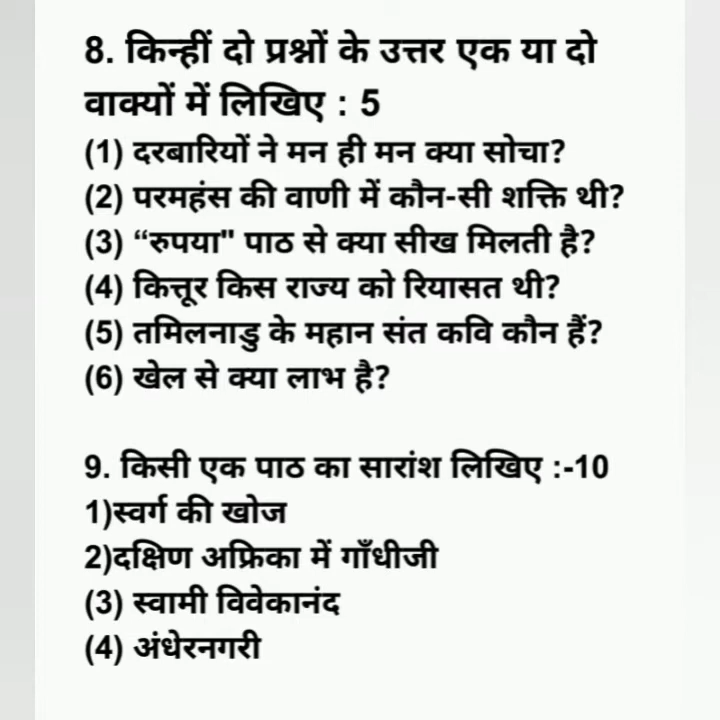 8. किन्हीं दो प्रश्नों के उत्तर एक या दो
वाक्यों में लिखिए : 5
(1) दरबारियों ने मन ही मन क्या सोचा?
(2) परमहंस की वाणी में कौन-सी शक्ति थी?
(3) “रुपया" पाठ से क्या सीख मिलती है?
(4) कित्तूर किस राज्य को रियासत थी?
(5) तमिलनाडु के महान संत कवि कौन हैं?
(6) खेल से क्या लाभ है?
9. किसी एक पाठ का सारांश लिखिए :-10
1)स्वर्ग की खोज
2)दक्षिण अफ्रिका में गाँधीजी
(3) स्वामी विवेकानंद
(4) अंधेरनगरी